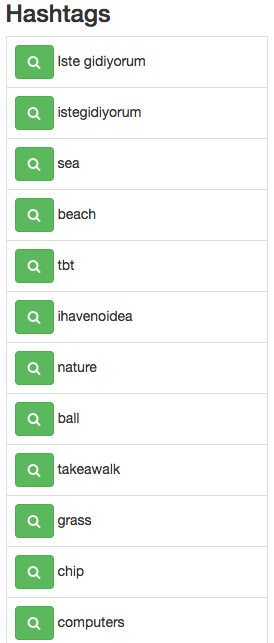 Hashtags
Iste gidiyorum
istegidiyorum
sea
beach
tbt
ihavenoidea
nature
ball
takeawalk
grass
chip
computers